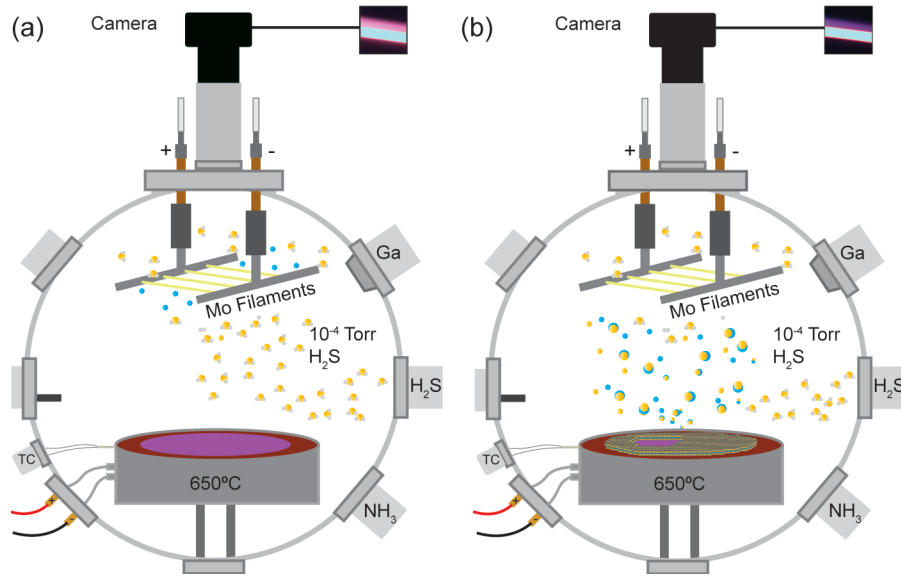 (a)
Camera
+
-
Ga
Mo Filaments
10⁻⁴ Torr
H₂S
H₂S
TC
650ºC
NH₃
x
-
(b)
Camera
+
-
Ga
Mo Filaments
10⁻⁴ Torr
H₂S
H₂S
TC
650ºC
NH₃
x
-